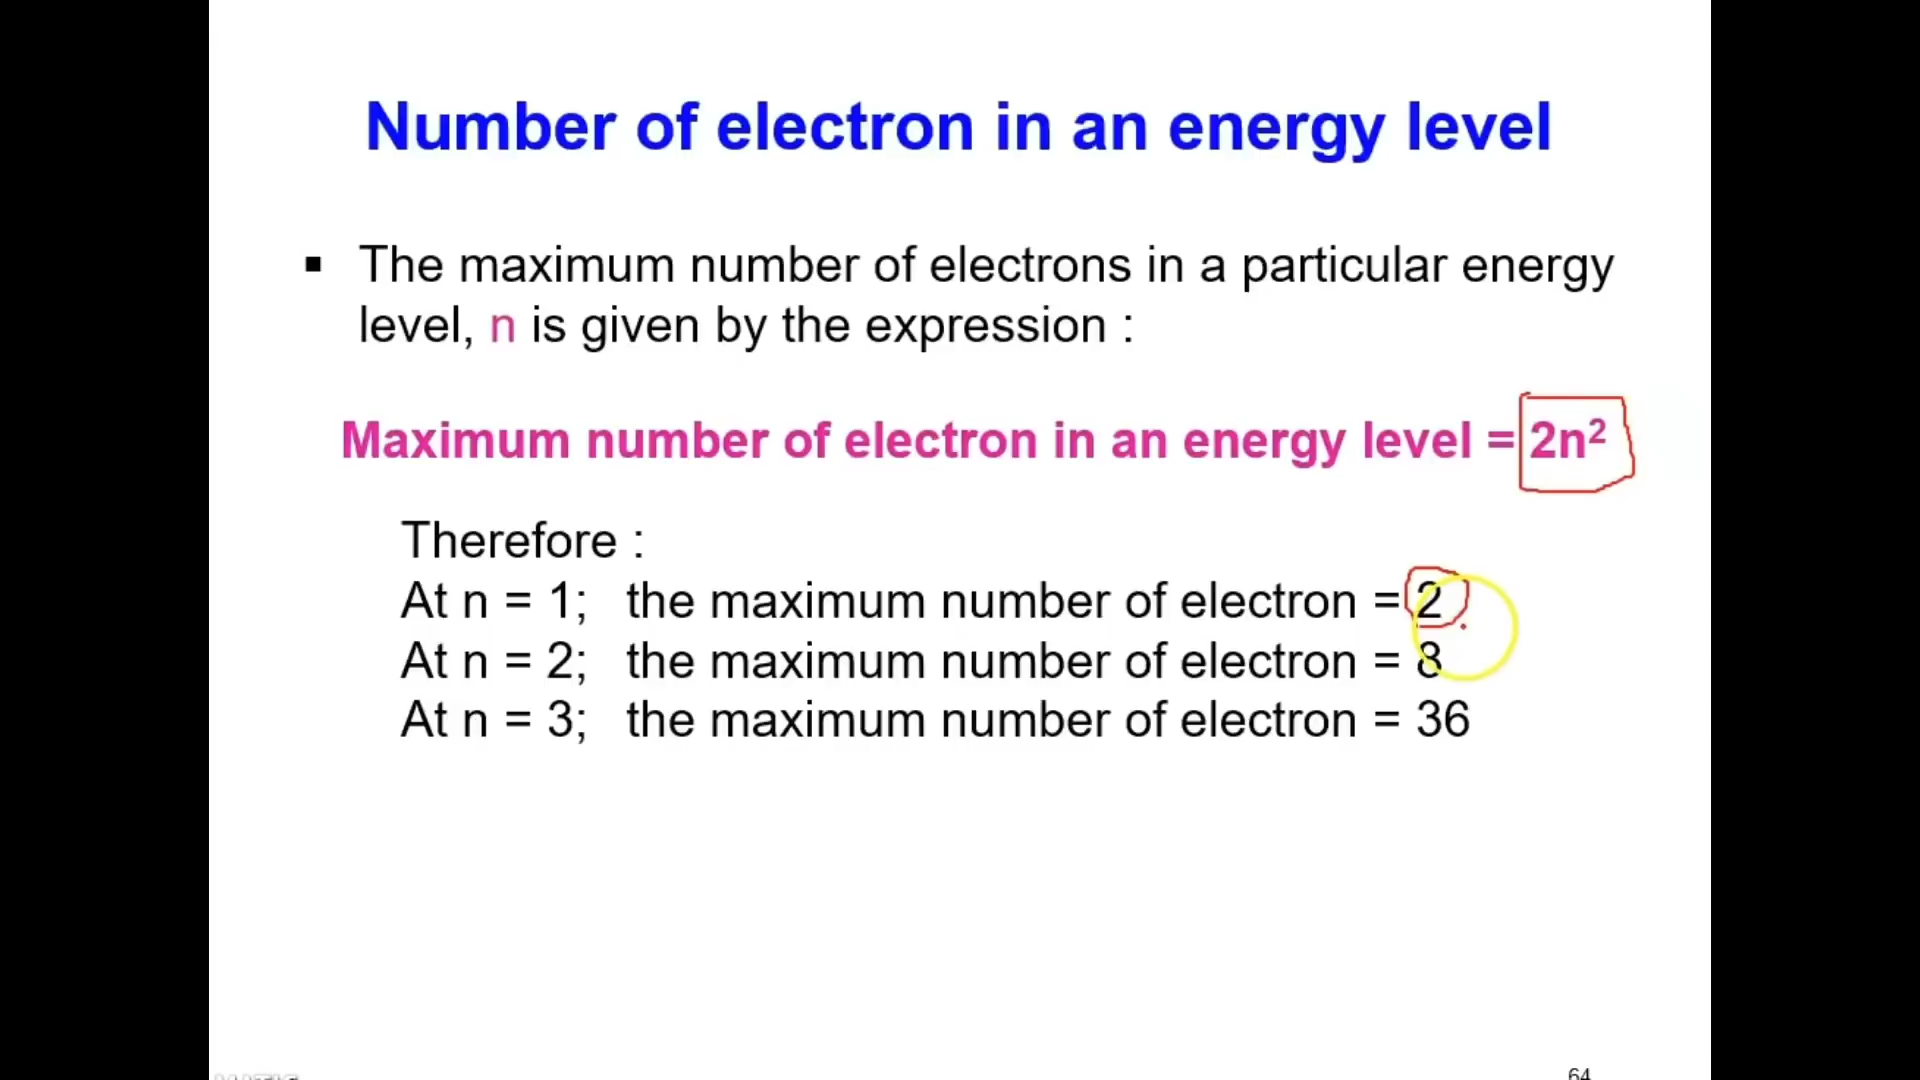 Number of electron in an energy level
▪ The maximum number of electrons in a particular energy
level, n is given by the expression :
Maximum number of electron in an energy level = 2n²
Therefore :
At n = 1; the maximum number of electron = 2
At n = 2; the maximum number of electron = 8
At n = 3; the maximum number of electron = 36
64